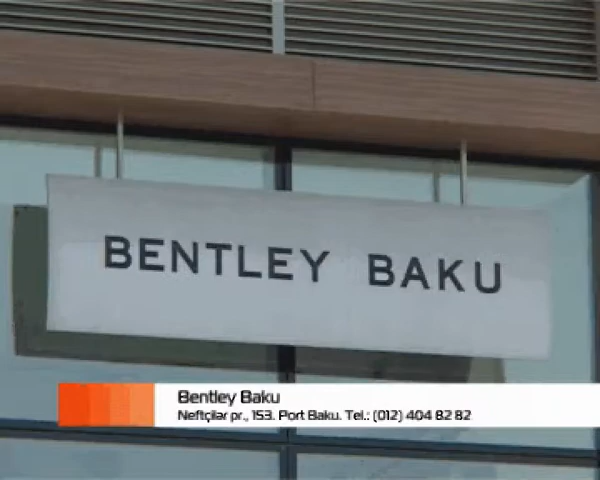 BENTLEY BAKU
Bentley Baku
Neftçilər pr., 153. Port Baku. Tel.: (012) 404 82 82